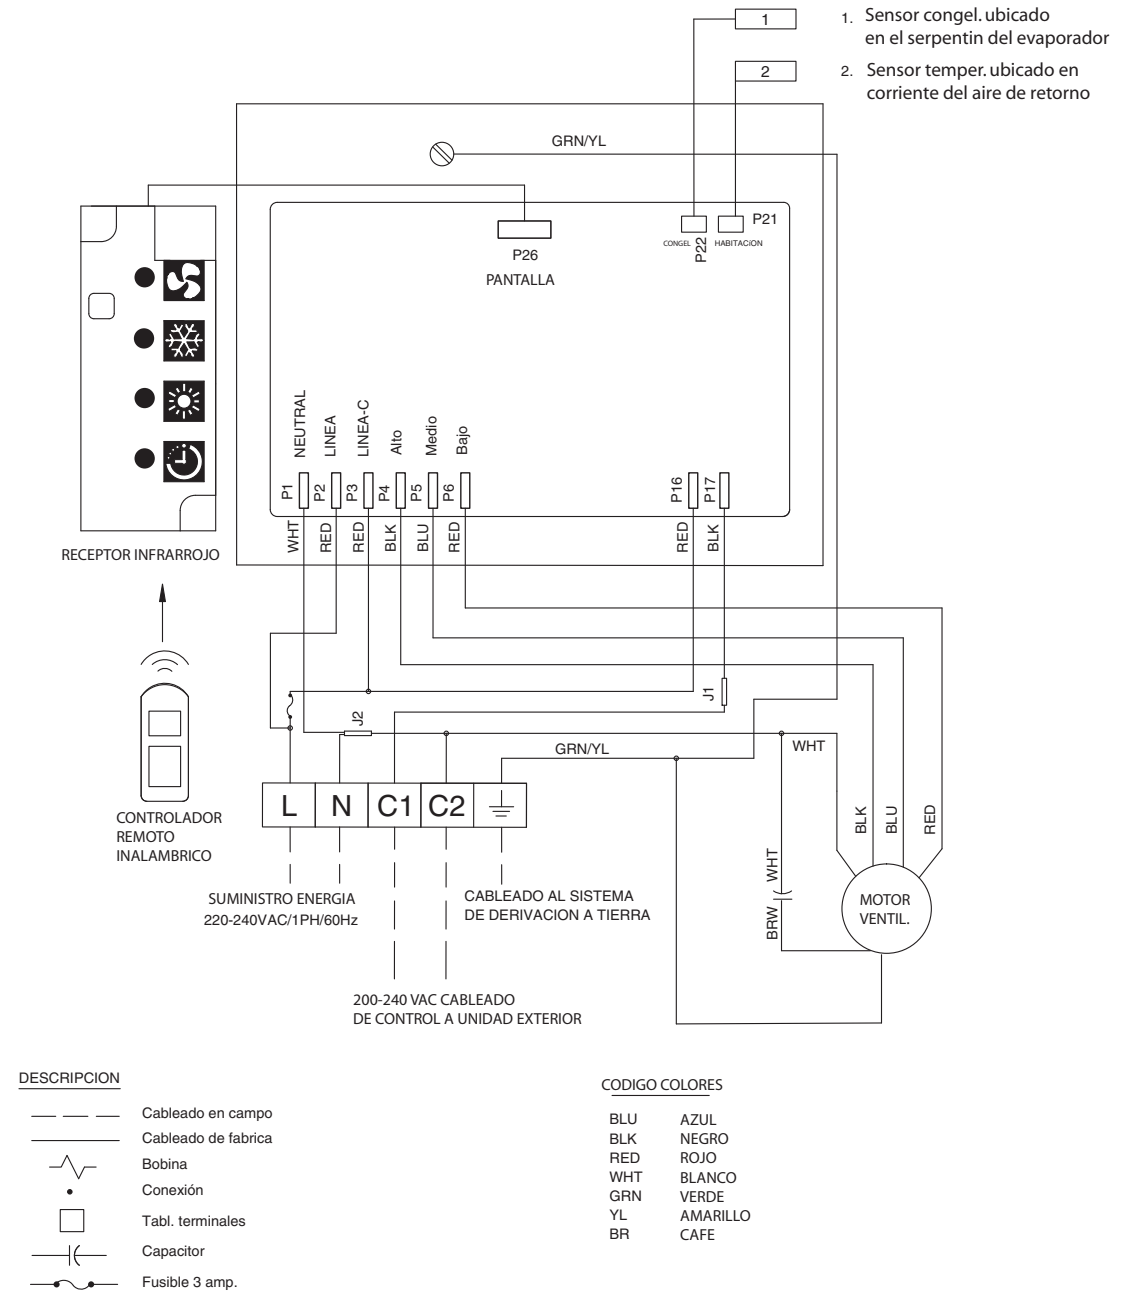 1
1. Sensor congel. ubicado
en el serpentin del evaporador
2
2. Sensor temper. ubicado en
corriente del aire de retorno
GRN/YL
P26
PANTALLA
CONGEL
P22
HABITACiON
P21
NEUTRAL
LINEA
LINEA-C
Alto
Medio
Bajo
P1
P2
P3
P4
P5
P6
P16
P17
WHT
RED
RED
BLK
BLU
RED
RED
BLK
RECEPTOR INFRARROJO
J1
J2
GRN/YL
WHT
L
N
C1
C2
CONTROLADOR
REMOTO
INALAMBRICO
BLK
BLU
RED
WHT
BRW
MOTOR
VENTIL.
SUMINISTRO ENERGIA
220-240VAC/1PH/60Hz
CABLEADO AL SISTEMA
DE DERIVACION A TIERRA
200-240 VAC CABLEADO
DE CONTROL A UNIDAD EXTERIOR
DESCRIPCION
Cableado en campo
Cableado de fabrica
Bobina
Conexión
Tabl. terminales
Capacitor
Fusible 3 amp.
CODIGO COLORES
BLU AZUL
BLK NEGRO
RED ROJO
WHT BLANCO
GRN VERDE
YL AMARILLO
BR CAFE